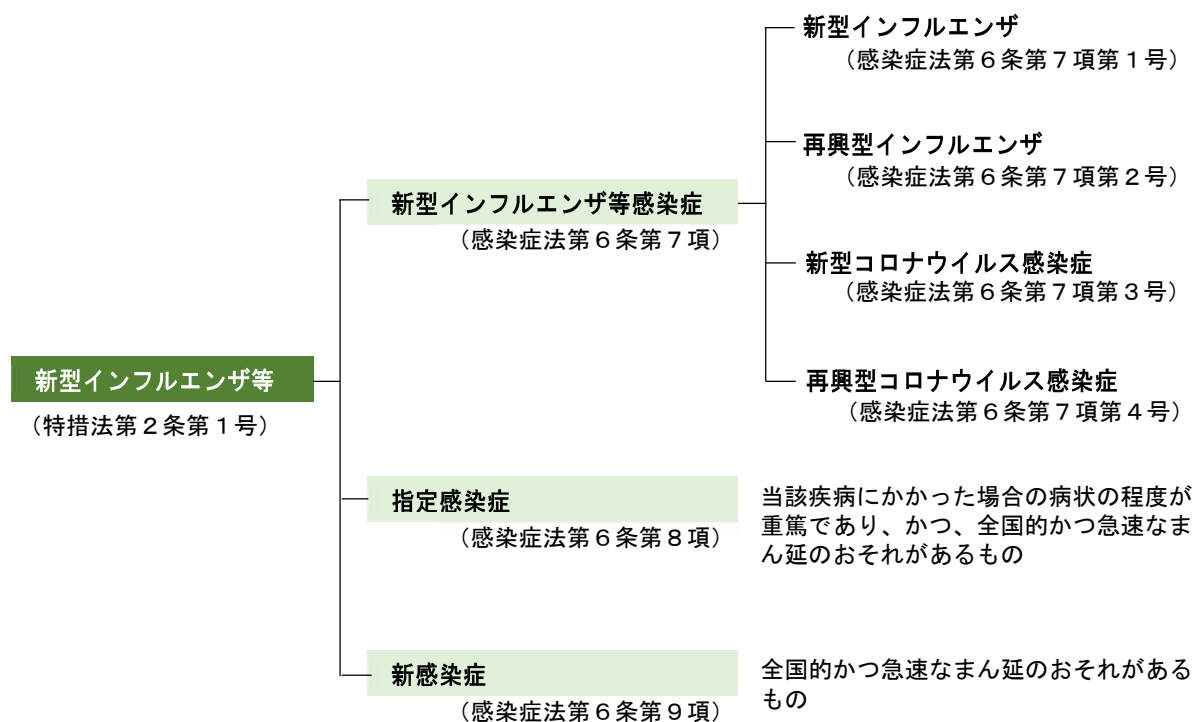 新型インフルエンザ
（感染症法第６条第７項第１号）
再興型インフルエンザ
（感染症法第６条第７項第２号）
新型インフルエンザ等感染症
（感染症法第６条第７項）
新型コロナウイルス感染症
（感染症法第６条第７項第３号）
新型インフルエンザ等
（特措法第２条第１号）
再興型コロナウイルス感染症
（感染症法第６条第７項第４号）
指定感染症
（感染症法第６条第８項）
当該疾病にかかった場合の病状の程度が
重篤であり、かつ、全国的かつ急速なま
ん延のおそれがあるもの
新感染症
（感染症法第６条第９項）
全国的かつ急速なまん延のおそれがある
もの